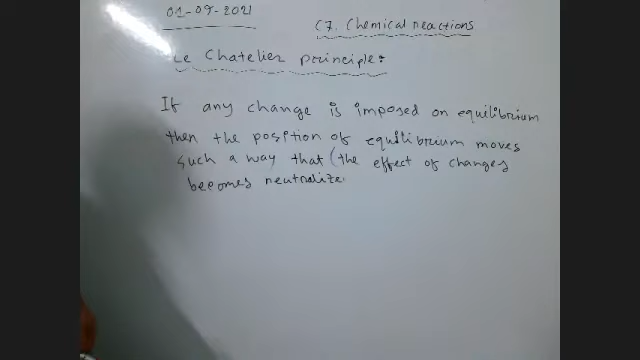 01-09-2021
C7. Chemical reactions
Le Chatelier principle:
If any change is imposed on equilibrium
then the position of equilibrium moves
such a way that (the effect of changes
becomes neutralize.